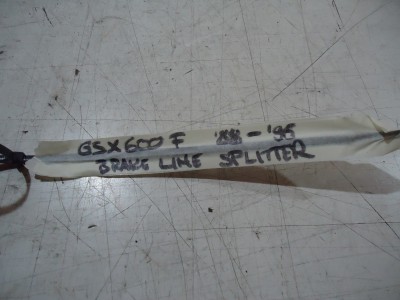 GSX600F '88-'95
BRAKE LINE SPLITTER